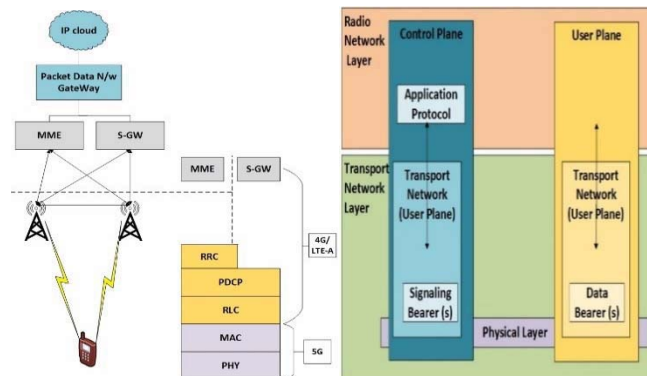 IP cloud
Packet Data N/w
GateWay
MME
S-GW
MME
S-GW
4G/
LTE-A
RRC
PDCP
RLC
MAC
PHY
5G
Radio
Network
Layer
Control Plane
User Plane
Application
Protocol
Transport
Network
Layer
Transport
Network
(User Plane)
Transport
Network
(User Plane)
Signaling
Bearer (s)
Data
Bearer (s)
Physical Layer